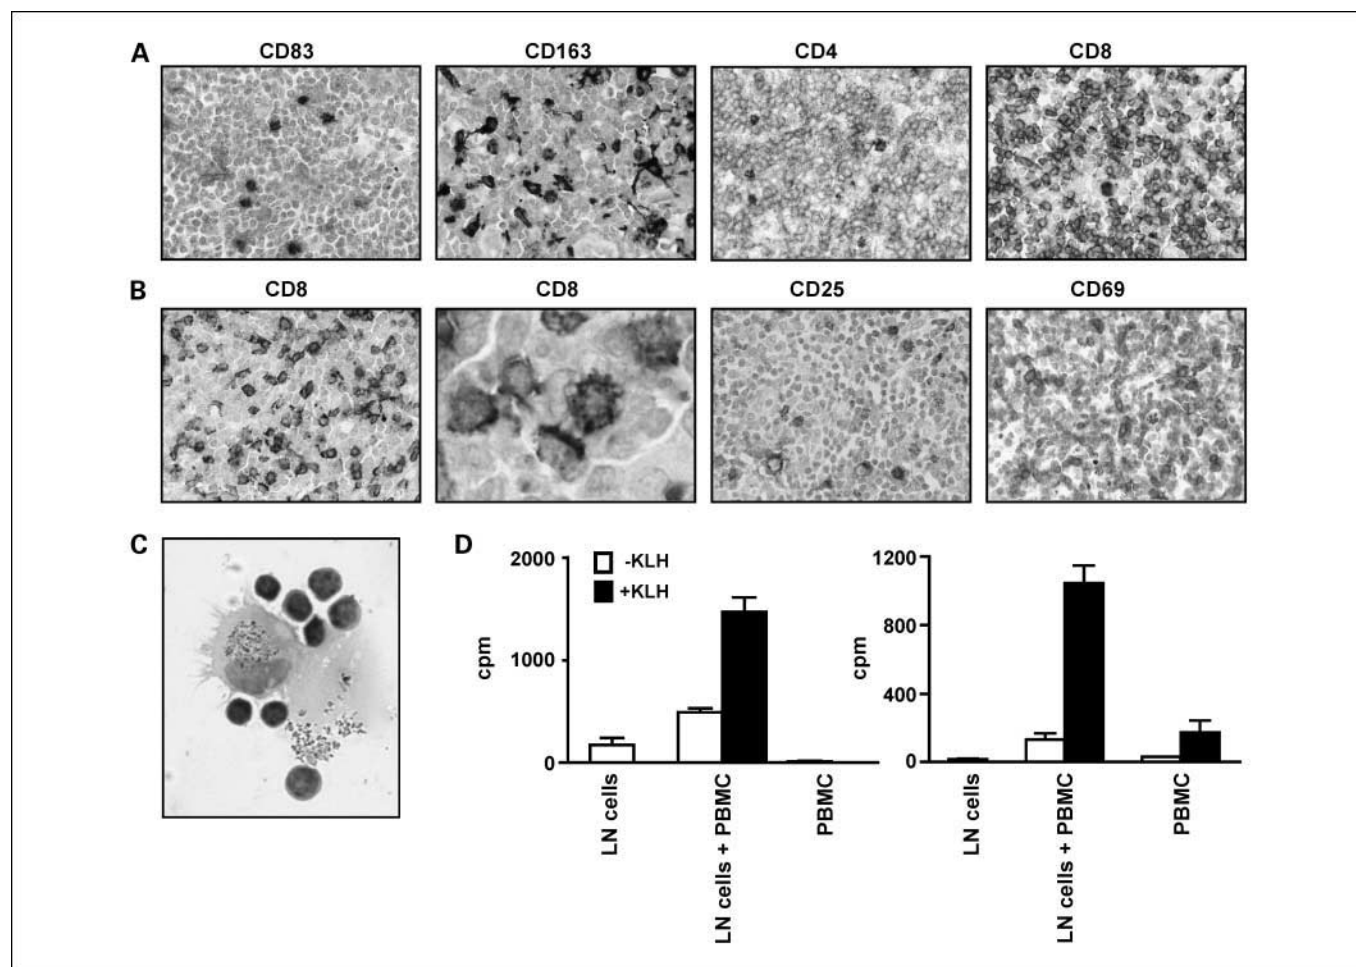 A
CD83
CD163
CD4
CD8
B
CD8
CD8
CD25
CD69
C
D
-KLH
+KLH
2000
1000
0
cpm
LN cells
LN cells + PBMC
PBMC
1200
800
400
0
cpm
LN cells
LN cells + PBMC
PBMC